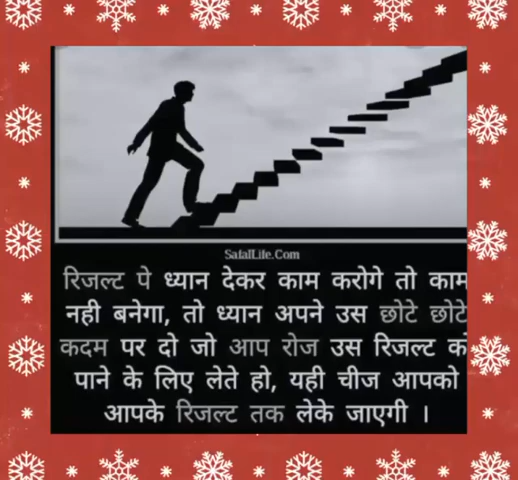 SafalLife.Com
रिजल्ट पे ध्यान देकर काम करोगे तो काम
नही बनेगा, तो ध्यान अपने उस छोटे छोटे
कदम पर दो जो आप रोज उस रिजल्ट को
पाने के लिए लेते हो, यही चीज आपको
आपके रिजल्ट तक लेके जाएगी ।